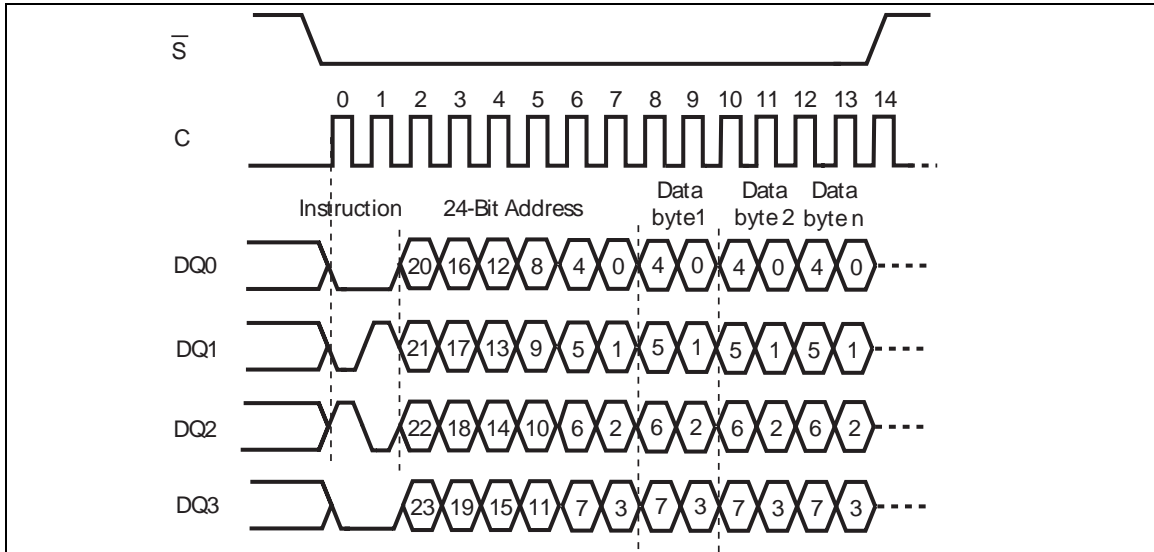 S
0 1 2 3 4 5 6 7 8 9 10 11 12 13 14
C
Instruction 24-Bit Address Data byte1 Data byte 2 Data byte n
DQ0 20 16 12 8 4 0 4 0 4 0 4 0
DQ1 21 17 13 9 5 1 5 1 5 1 5 1
DQ2 22 18 14 10 6 2 6 2 6 2 6 2
DQ3 23 19 15 11 7 3 7 3 7 3 7 3